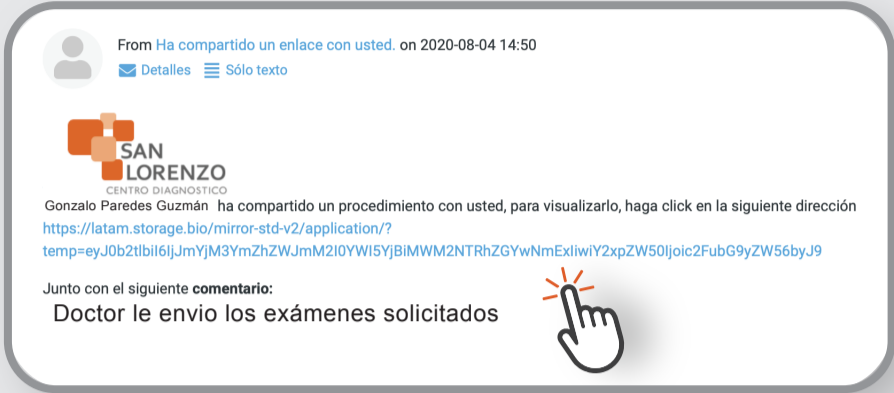 From Ha compartido un enlace con usted. on 2020-08-04 14:50
Detalles Sólo texto
SAN
LORENZO
CENTRO DIAGNOSTICO
Gonzalo Paredes Guzmán ha compartido un procedimiento con usted, para visualizarlo, haga click en la siguiente dirección
https://latam.storage.bio/mirror-std-v2/application/?
temp=eyJ0b2tlbiI6IjJmYjM3YmZhZWJmM2I0YWI5YjBiMWM2NTRhZGYwNmExIiwiY2xpZW50Ijoic2FubG9yZW56byJ9
Junto con el siguiente comentario:
Doctor le envio los exámenes solicitados